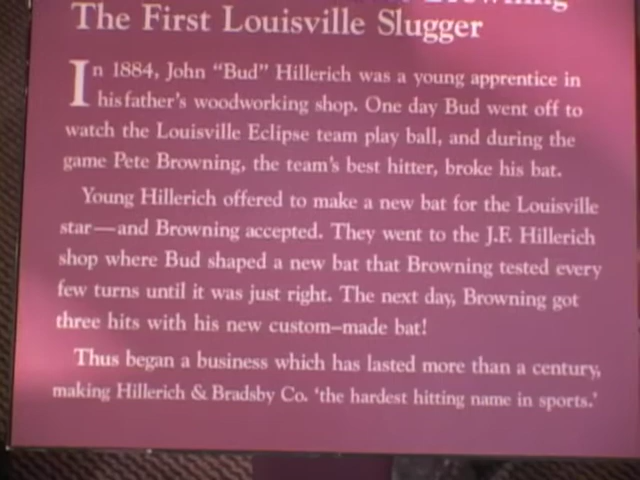 Browning
The First Louisville Slugger
In 1884, John “Bud” Hillerich was a young apprentice in
his father’s woodworking shop. One day Bud went off to
watch the Louisville Eclipse team play ball, and during the
game Pete Browning, the team’s best hitter, broke his bat.
Young Hillerich offered to make a new bat for the Louisville
star—and Browning accepted. They went to the J.F. Hillerich
shop where Bud shaped a new bat that Browning tested every
few turns until it was just right. The next day, Browning got
three hits with his new custom–made bat!
Thus began a business which has lasted more than a century,
making Hillerich & Bradsby Co. ‘the hardest hitting name in sports.’